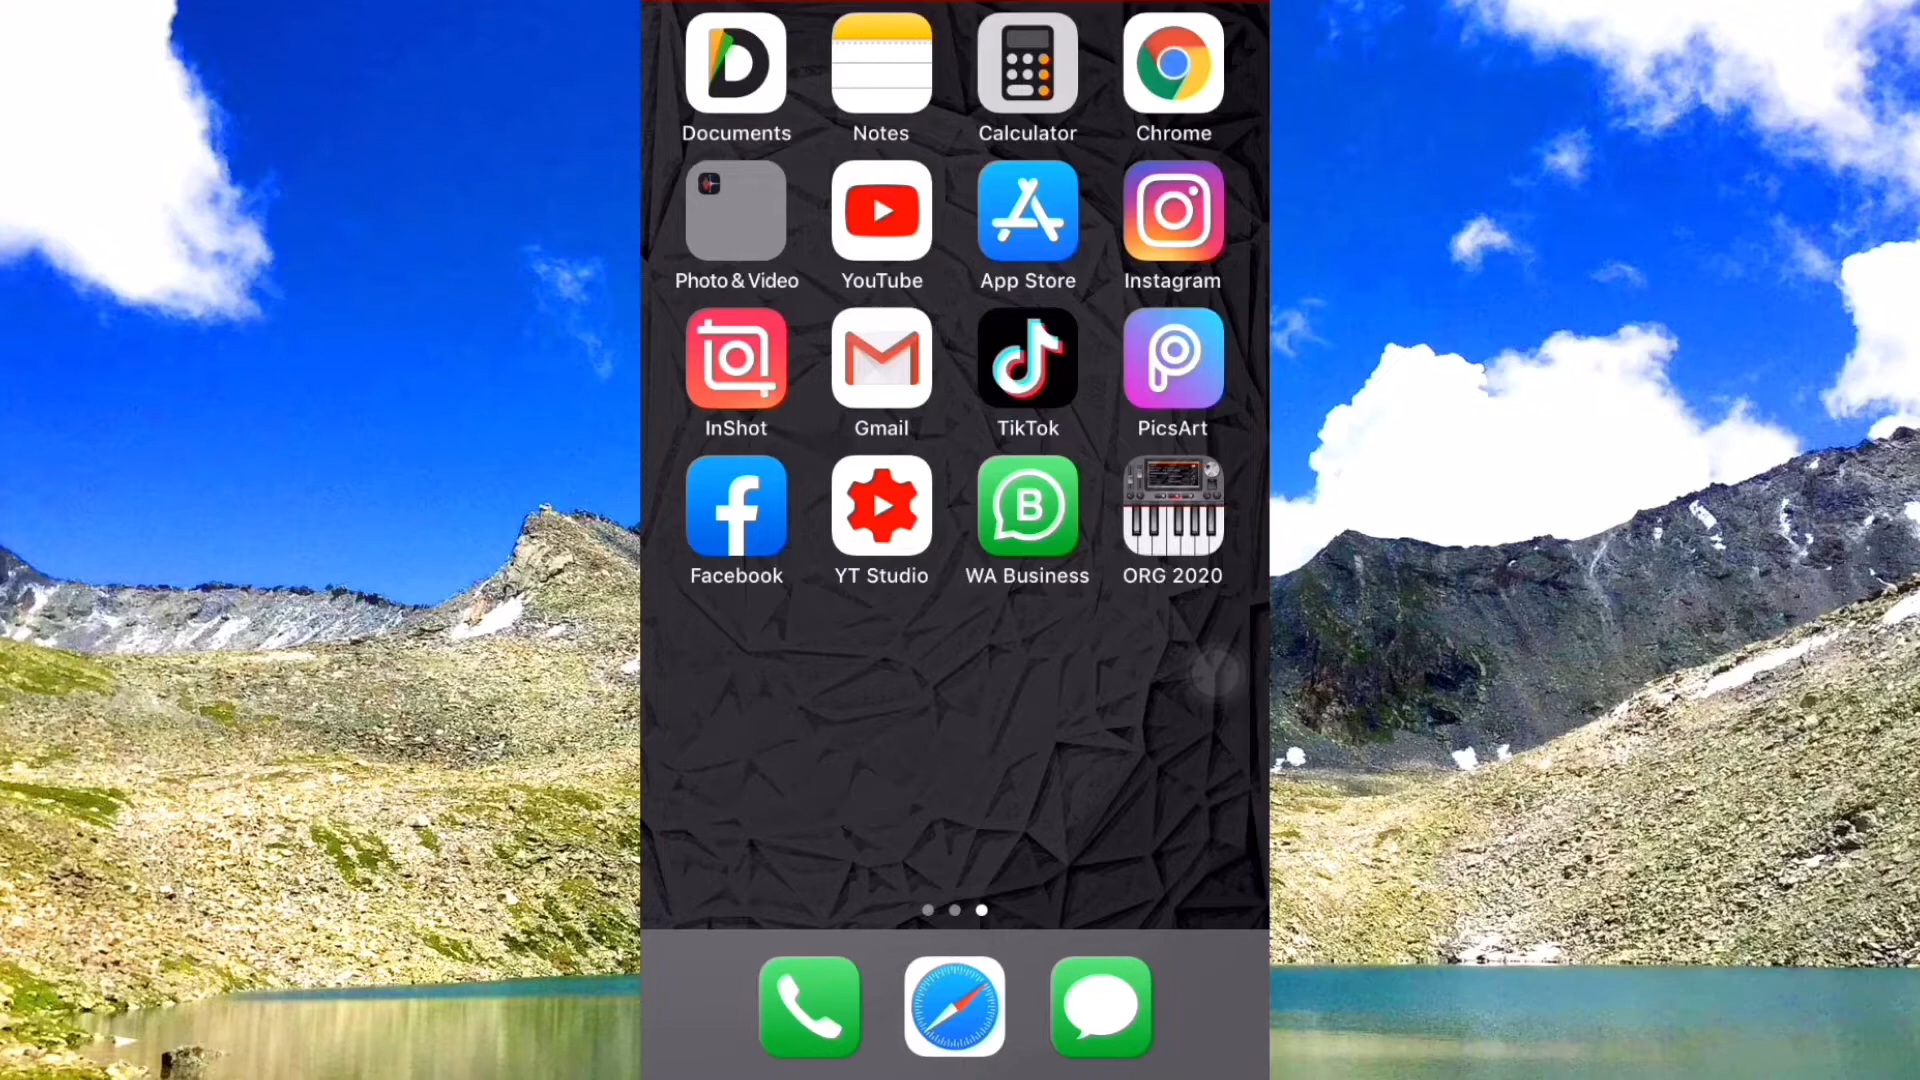 Documents Notes Calculator Chrome
Photo & Video YouTube App Store Instagram
InShot Gmail TikTok PicsArt
Facebook YT Studio WA Business ORG 2020